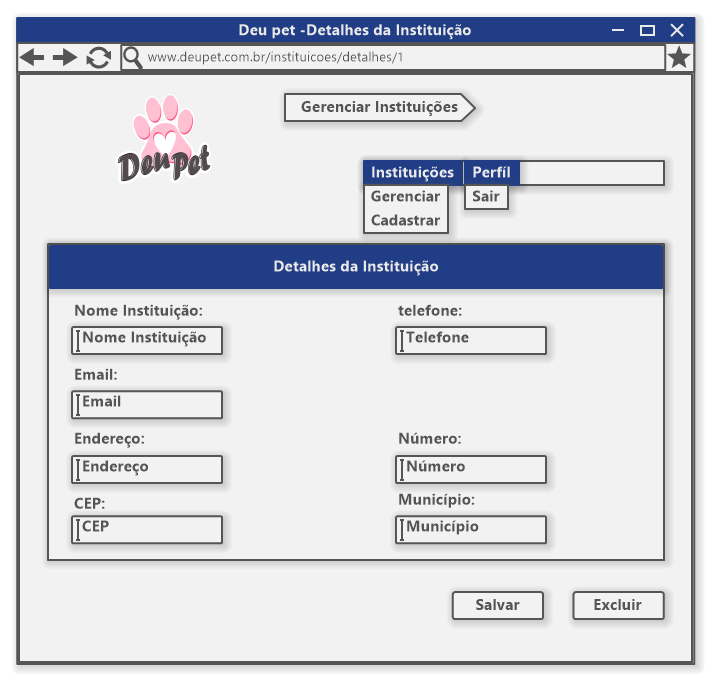 Deu pet -Detalhes da Instituição
www.deupet.com.br/instituicoes/detalhes/1
Gerenciar Instituições
Deu Pet
Instituições Perfil
Gerenciar Sair
Cadastrar
Detalhes da Instituição
Nome Instituição: telefone:
Nome Instituição Telefone
Email:
Email
Endereço: Número:
Endereço Número
CEP: Município:
CEP Município
Salvar Excluir